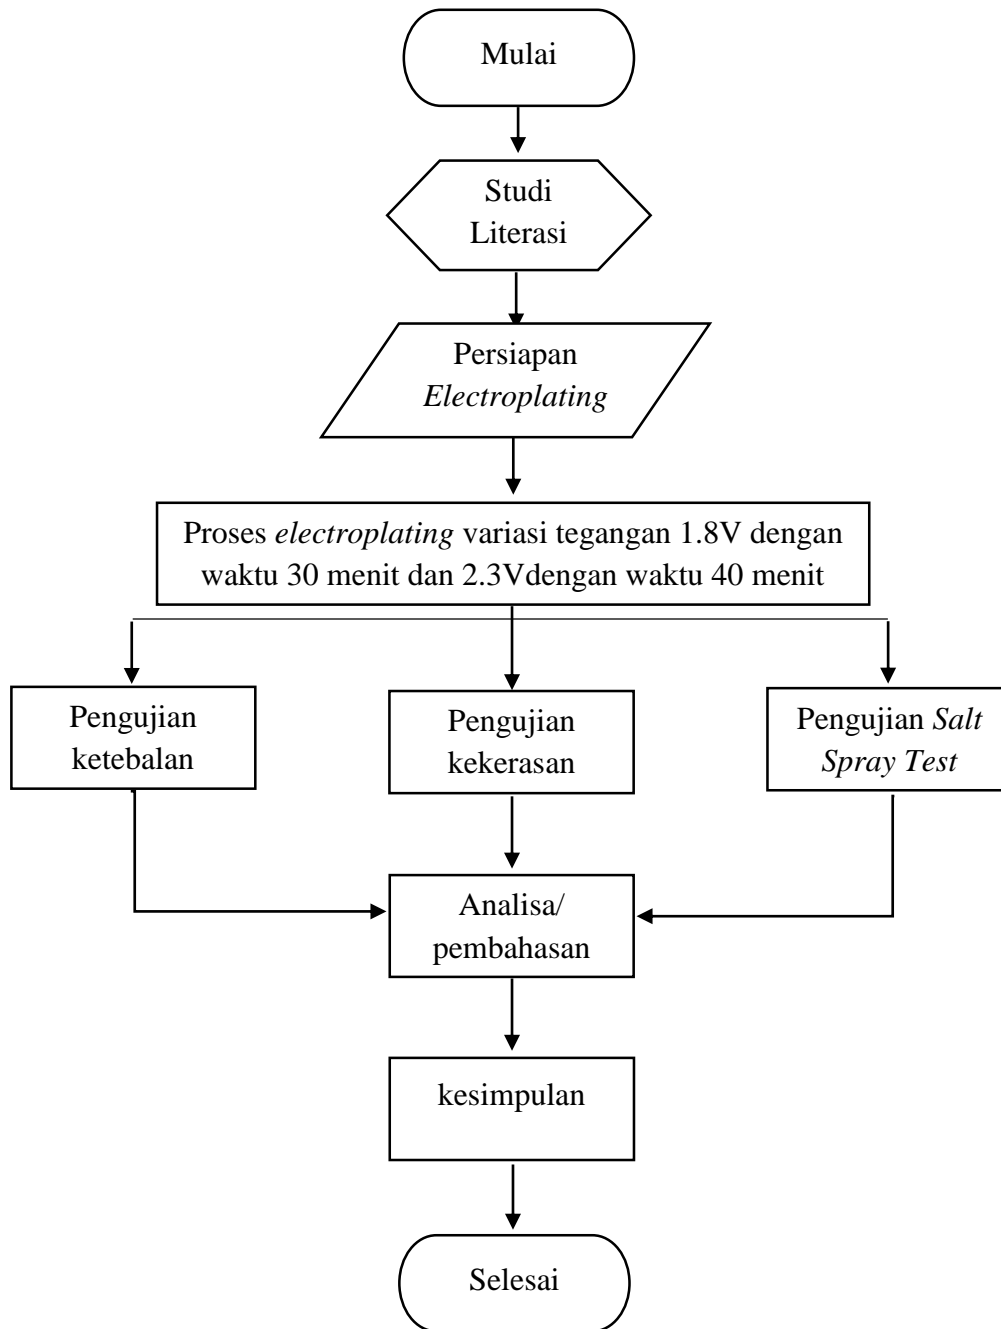 Mulai
Studi
Literasi
Persiapan
Electroplating
Proses electroplating variasi tegangan 1.8V dengan
waktu 30 menit dan 2.3Vdengan waktu 40 menit
Pengujian
ketebalan
Pengujian
kekerasan
Pengujian Salt
Spray Test
Analisa/
pembahasan
kesimpulan
Selesai